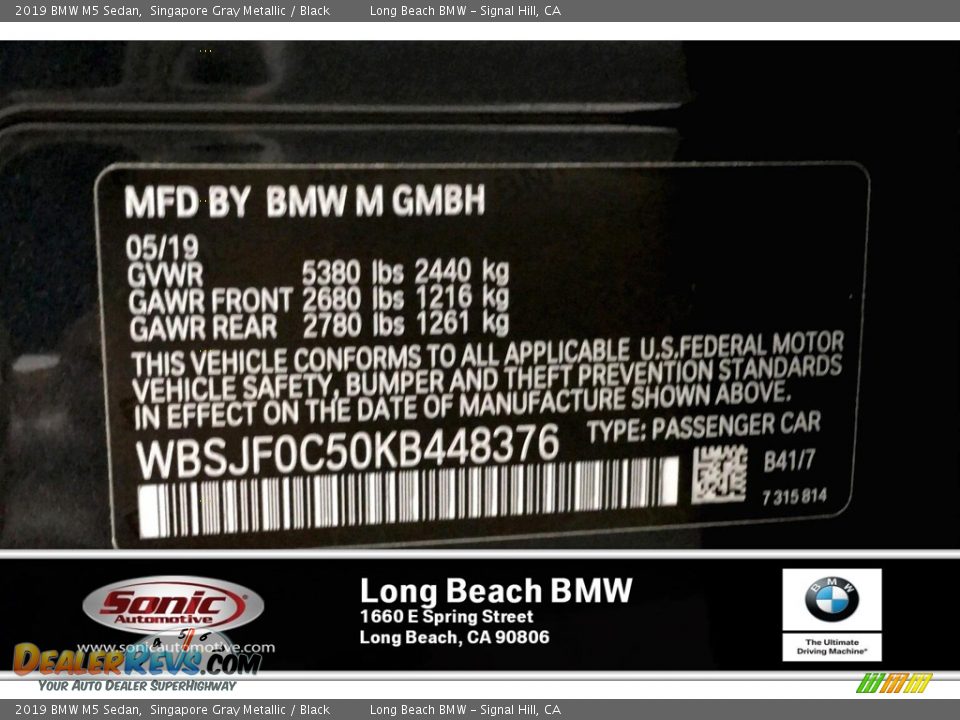 2019 BMW M5 Sedan, Singapore Gray Metallic / Black Long Beach BMW - Signal Hill, CA
MFD BY BMW M GMBH
05/19
GVWR 5380 lbs 2440 kg
GAWR FRONT 2680 lbs 1216 kg
GAWR REAR 2780 lbs 1261 kg
THIS VEHICLE CONFORMS TO ALL APPLICABLE U.S.FEDERAL MOTOR
VEHICLE SAFETY, BUMPER AND THEFT PREVENTION STANDARDS
IN EFFECT ON THE DATE OF MANUFACTURE SHOWN ABOVE.
WBSJF0C50KB448376 TYPE: PASSENGER CAR
B41/7
7 315 814
Sonic
Automotive
www.sonicautomotive.com
Long Beach BMW
1660 E Spring Street
Long Beach, CA 90806
BMW
The Ultimate
Driving Machine®
4 5 6
DealerRevs.com
Your Auto Dealer SuperHighway
2019 BMW M5 Sedan, Singapore Gray Metallic / Black Long Beach BMW - Signal Hill, CA